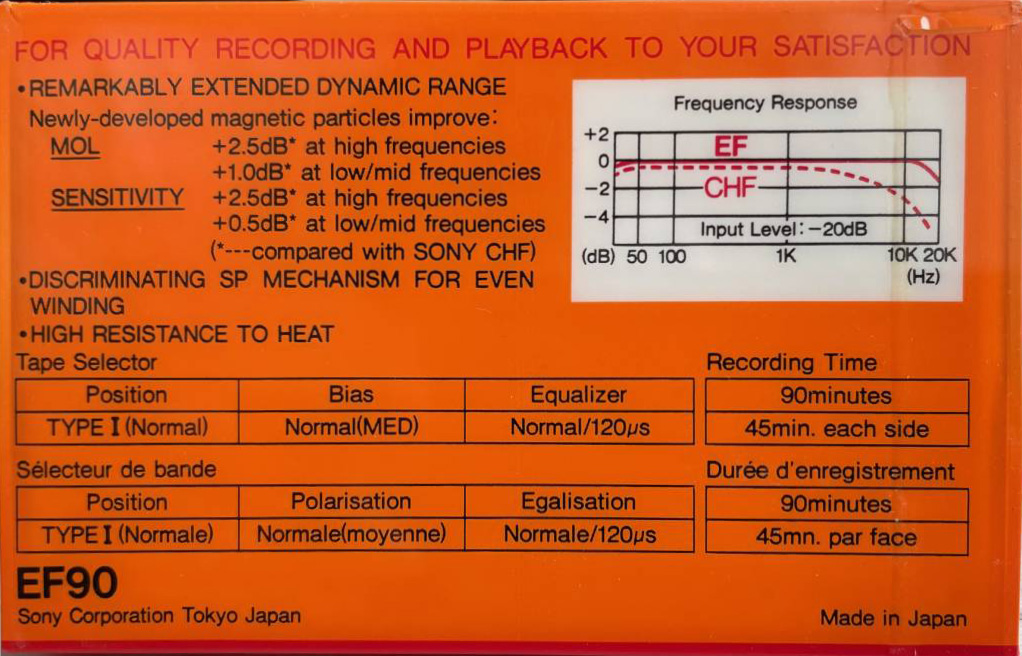 FOR QUALITY RECORDING AND PLAYBACK TO YOUR SATISFACTION
•REMARKABLY EXTENDED DYNAMIC RANGE
Newly-developed magnetic particles improve:
MOL +2.5dB* at high frequencies
+1.0dB* at low/mid frequencies
SENSITIVITY +2.5dB* at high frequencies
+0.5dB* at low/mid frequencies
(*---compared with SONY CHF)
•DISCRIMINATING SP MECHANISM FOR EVEN
WINDING
•HIGH RESISTANCE TO HEAT
Frequency Response
+2
0
−2
−4
EF
CHF
Input Level: −20dB
(dB) 50 100 1K 10K 20K
(Hz)
Tape Selector
Position Bias Equalizer
TYPE I (Normal) Normal(MED) Normal/120μs
Recording Time
90minutes
45min. each side
Sélecteur de bande
Position Polarisation Egalisation
TYPE I (Normale) Normale(moyenne) Normale/120μs
Durée d'enregistrement
90minutes
45mn. par face
EF90
Sony Corporation Tokyo Japan
Made in Japan